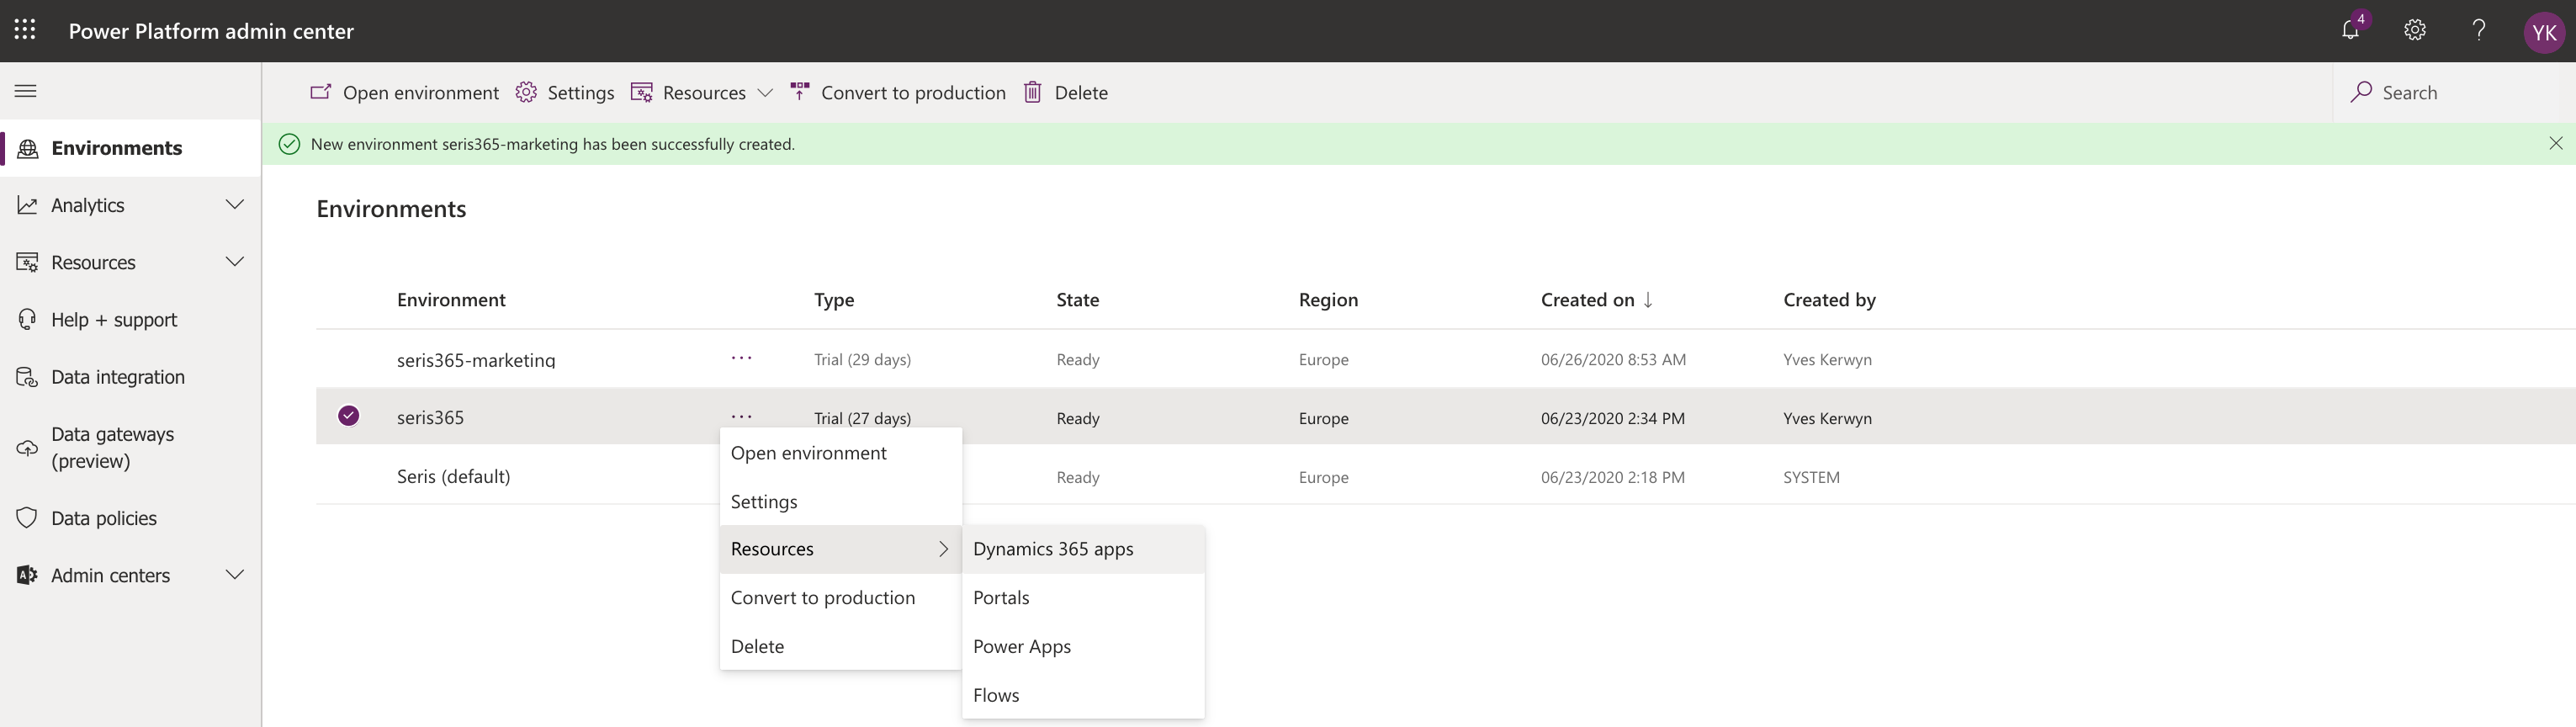 Power Platform admin center
4
YK
Open environment Settings Resources Convert to production Delete
Search
Environments
Analytics
Resources
Help + support
Data integration
Data gateways
(preview)
Data policies
Admin centers
New environment seris365-marketing has been successfully created.
Environments
Environment Type State Region Created on ↓ Created by
seris365-marketing ... Trial (29 days) Ready Europe 06/26/2020 8:53 AM Yves Kerwyn
seris365 ... Trial (27 days) Ready Europe 06/23/2020 2:34 PM Yves Kerwyn
Seris (default) Ready Europe 06/23/2020 2:18 PM SYSTEM
Open environment
Settings
Resources
Convert to production
Delete
Dynamics 365 apps
Portals
Power Apps
Flows